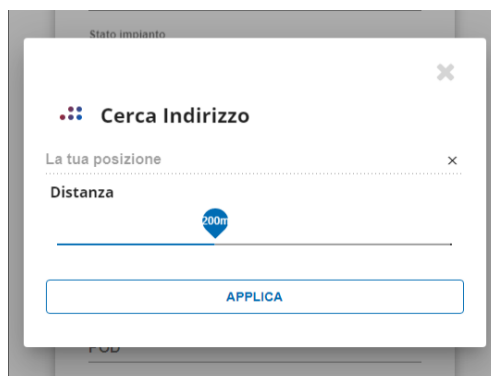 Stato impianto
Cerca Indirizzo
La tua posizione
Distanza
200m
APPLICA
POD